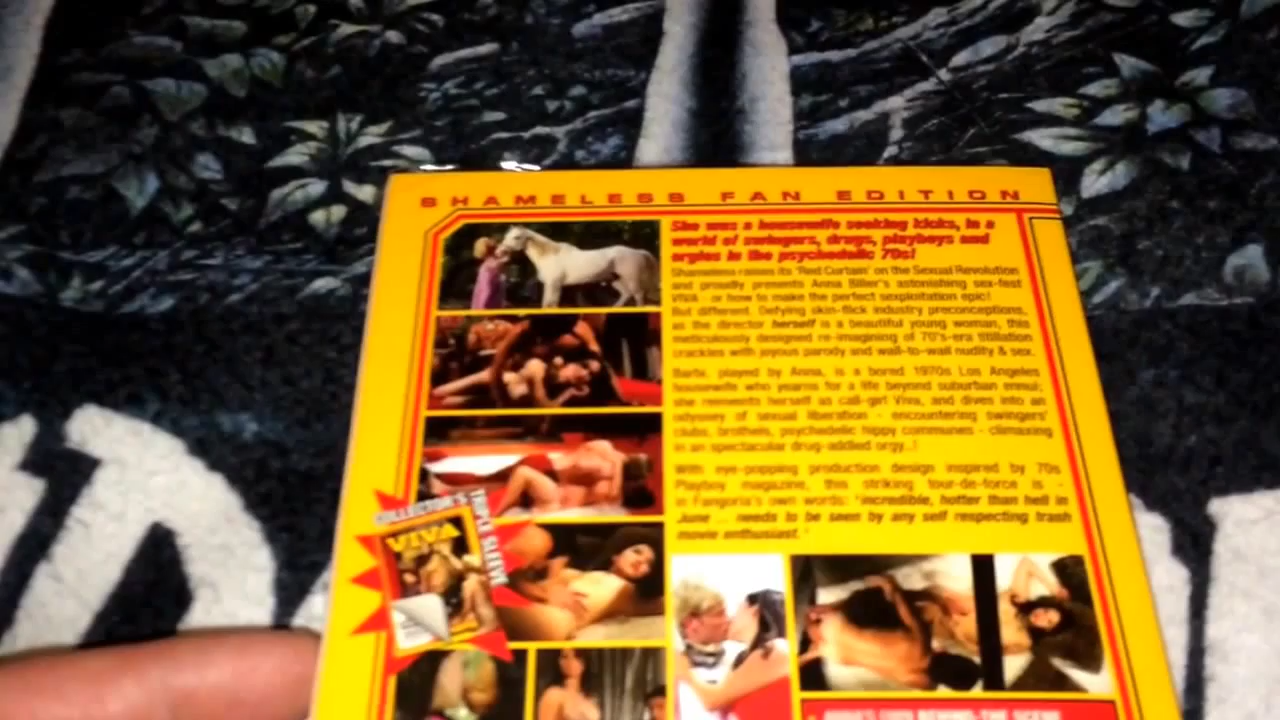 SHAMELESS FAN EDITION
She was a housewife seeking kicks, in a
world of swingers, drugs, playboys and
orgies in the psychedelic 70s!
Shameless raises its 'Red Curtain' on the Sexual Revolution
and proudly presents Anna Biller's astonishing sex-fest
VIVA - or how to make the perfect sexploitation epic!
But different. Defying skin-flick industry preconceptions,
as the director herself is a beautiful young woman, this
meticulously designed re-imagining of 70's-era titillation
crackles with joyous parody and wall-to-wall nudity & sex.
Barbi, played by Anna, is a bored 1970s Los Angeles
housewife who yearns for a life beyond suburban ennui;
she reinvents herself as call-girl Viva, and dives into an
odyssey of sexual liberation - encountering swingers'
clubs, brothels, psychedelic hippy communes - climaxing
in an spectacular drug-addled orgy..!
With eye-popping production design inspired by 70s
Playboy magazine, this striking tour-de-force is -
in Fangoria's own words: "incredible, hotter than hell in
June ... needs to be seen by any self respecting trash
movie enthusiast."
COLLECTOR'S
TRIPLE SLEEVE
VIVA
BEHIND-THE-SCENE